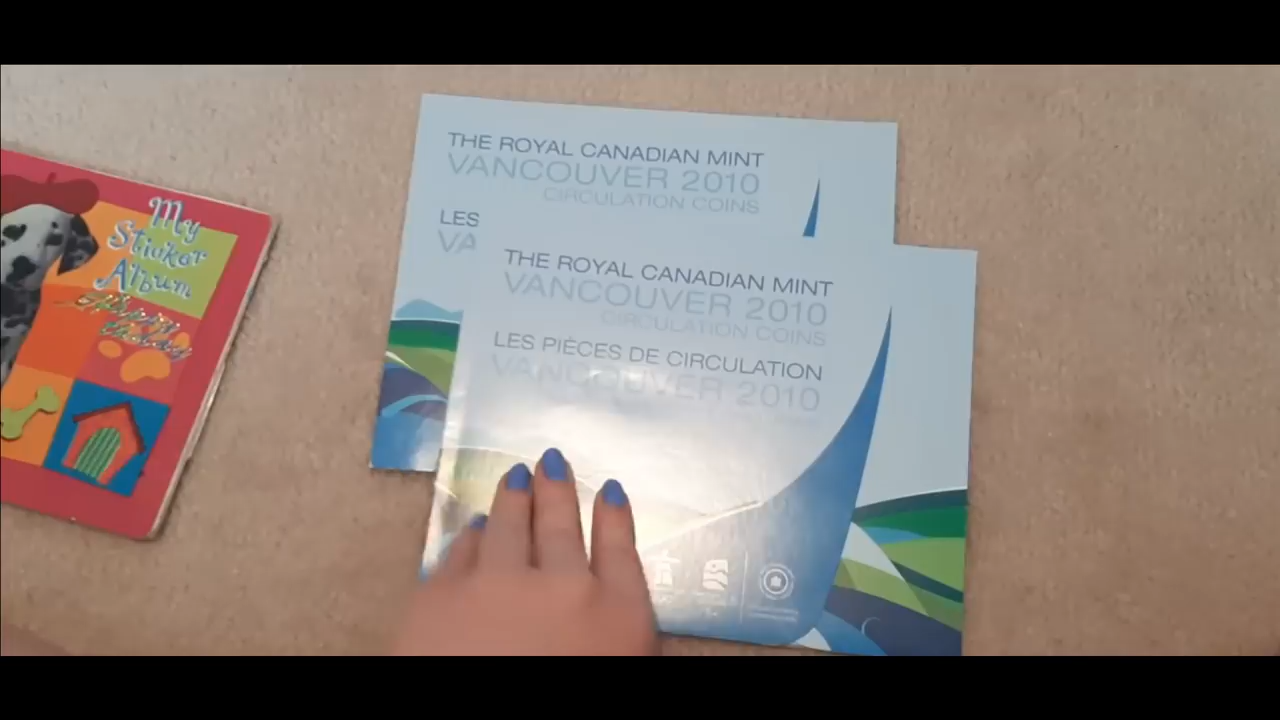 My
Sticker
Album
THE ROYAL CANADIAN MINT
VANCOUVER 2010
CIRCULATION COINS
LES
VA
THE ROYAL CANADIAN MINT
VANCOUVER 2010
CIRCULATION COINS
LES PIÈCES DE CIRCULATION
VANCOUVER 2010